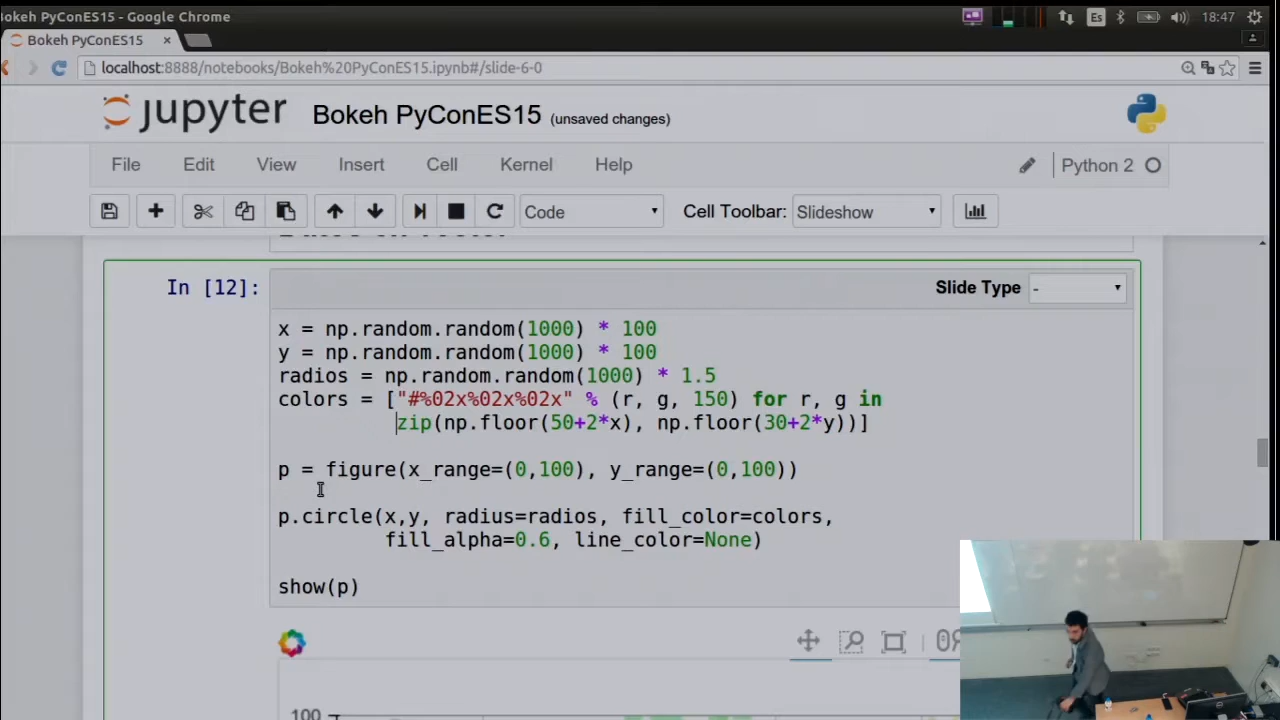 okeh PyConES15 - Google Chrome
Es
18:47
Bokeh PyConES15 ×
localhost:8888/notebooks/Bokeh%20PyConES15.ipynb#/slide-6-0
jupyter Bokeh PyConES15 (unsaved changes)
File Edit View Insert Cell Kernel Help
Python 2
Code
Cell Toolbar: Slideshow
In [12]:
Slide Type -
x = np.random.random(1000) * 100
y = np.random.random(1000) * 100
radios = np.random.random(1000) * 1.5
colors = ["#%02x%02x%02x" % (r, g, 150) for r, g in
zip(np.floor(50+2*x), np.floor(30+2*y))]
p = figure(x_range=(0,100), y_range=(0,100))
p.circle(x,y, radius=radios, fill_color=colors,
fill_alpha=0.6, line_color=None)
show(p)
100